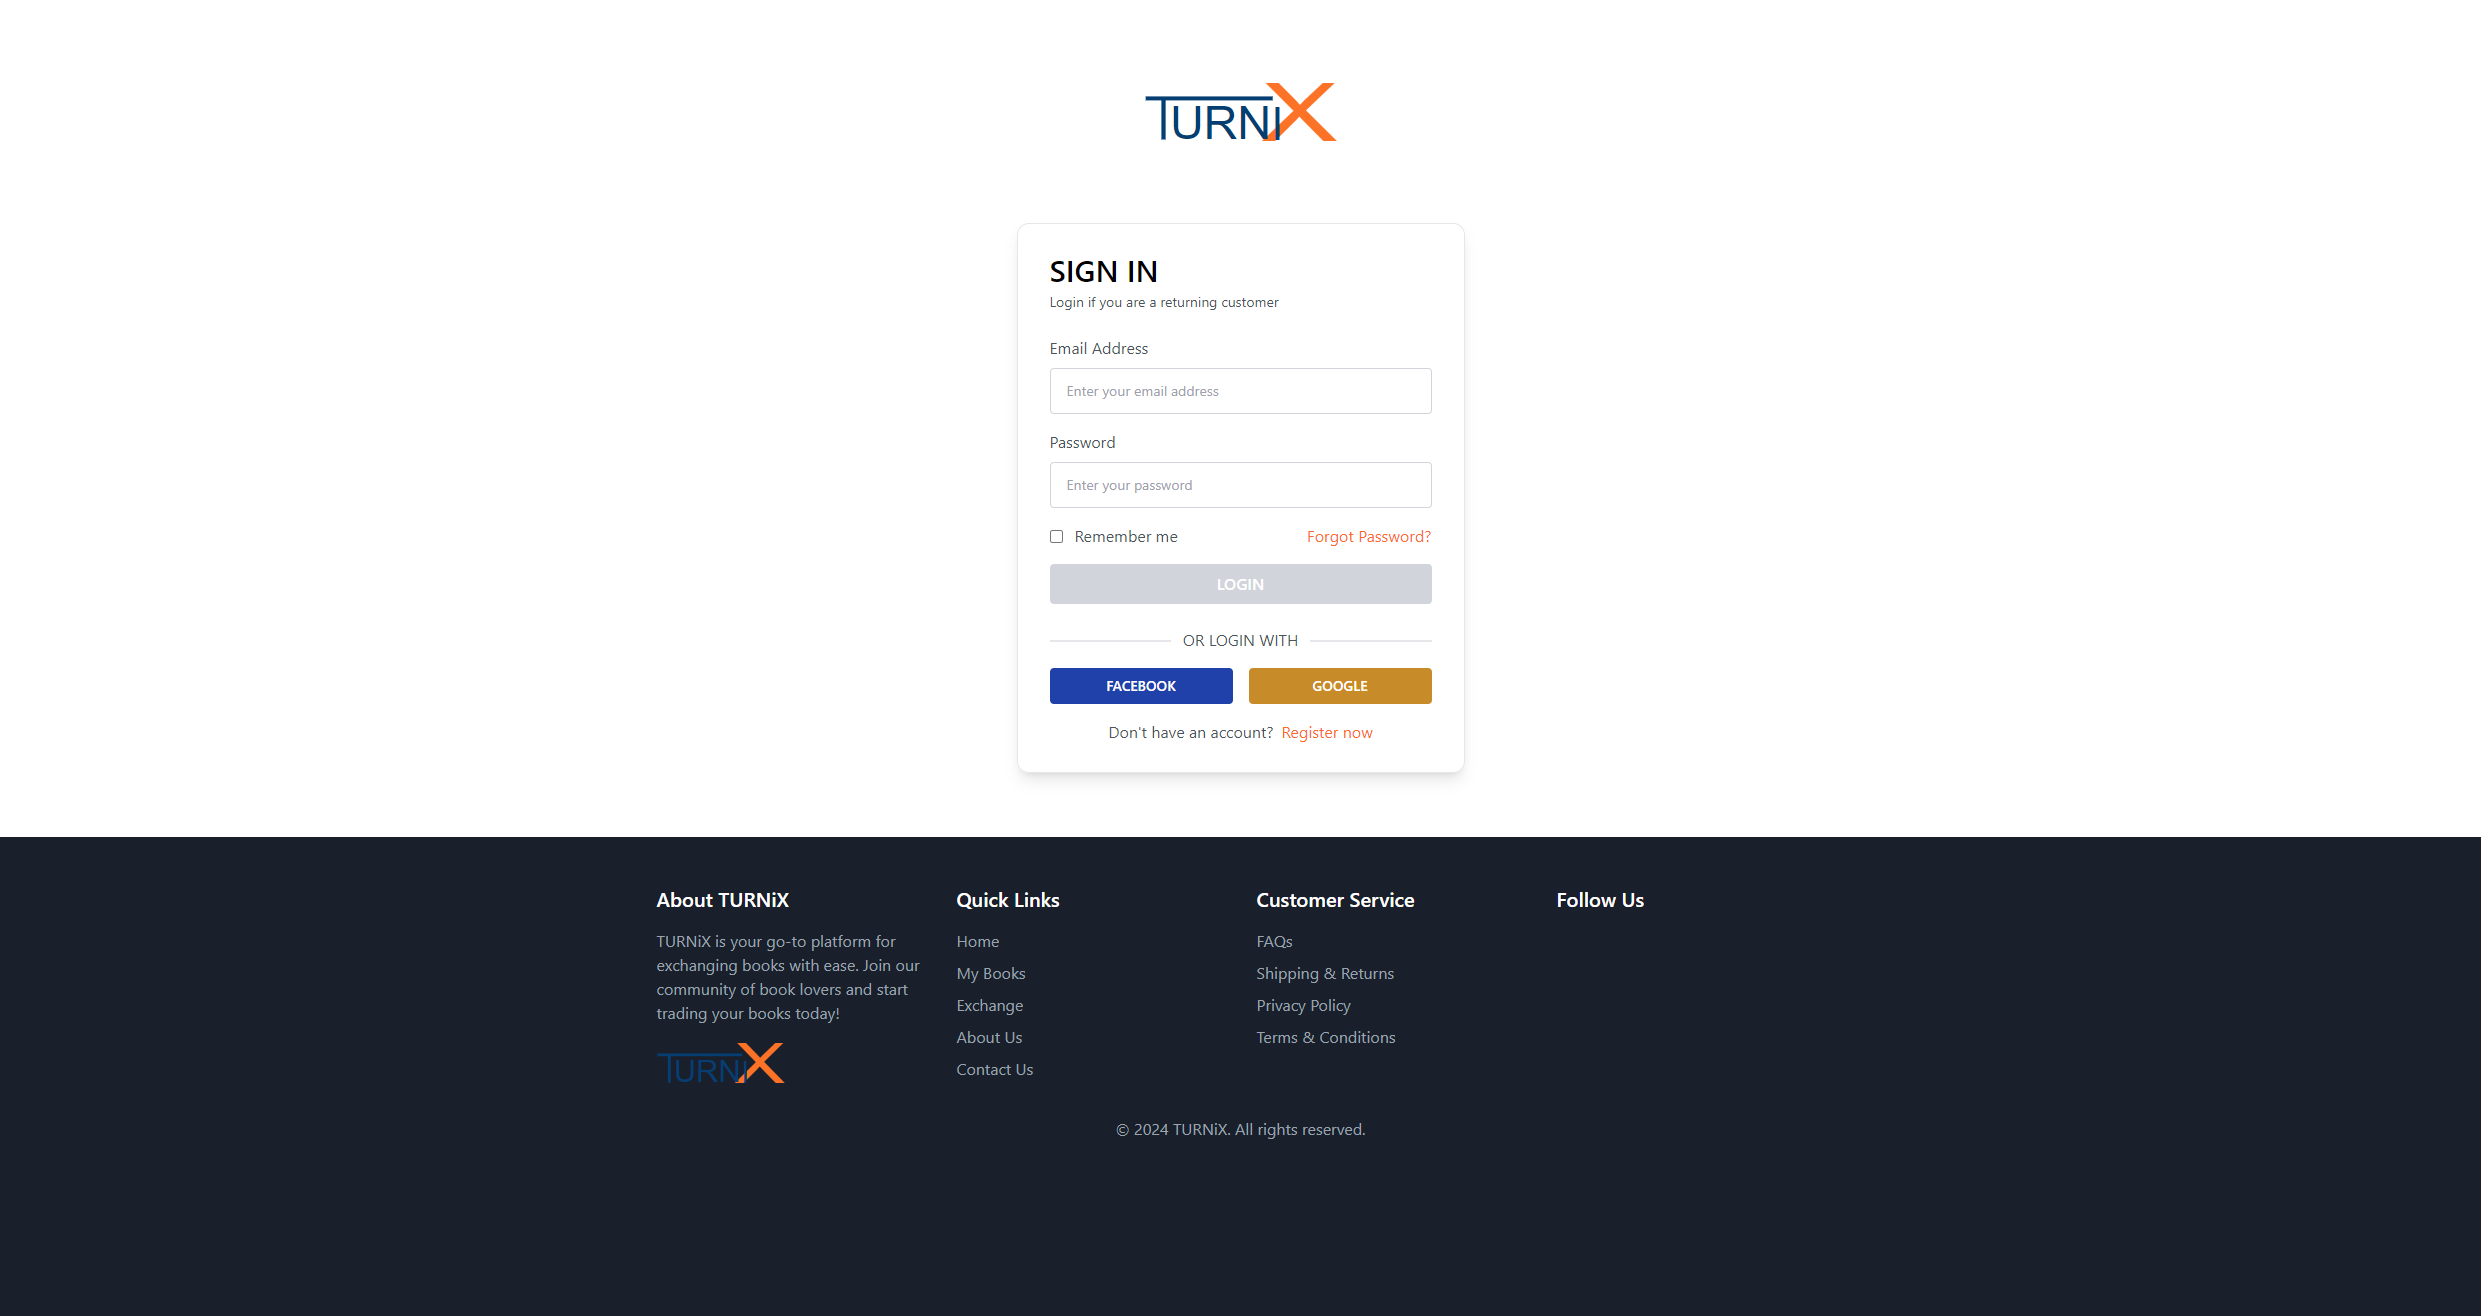 TURNiX
SIGN IN
Login if you are a returning customer
Email Address
Enter your email address
Password
Enter your password
Remember me
Forgot Password?
LOGIN
OR LOGIN WITH
FACEBOOK
GOOGLE
Don't have an account? Register now
About TURNiX
TURNiX is your go-to platform for
exchanging books with ease. Join our
community of book lovers and start
trading your books today!
TURNiX
Quick Links
Home
My Books
Exchange
About Us
Contact Us
Customer Service
FAQs
Shipping & Returns
Privacy Policy
Terms & Conditions
Follow Us
© 2024 TURNiX. All rights reserved.